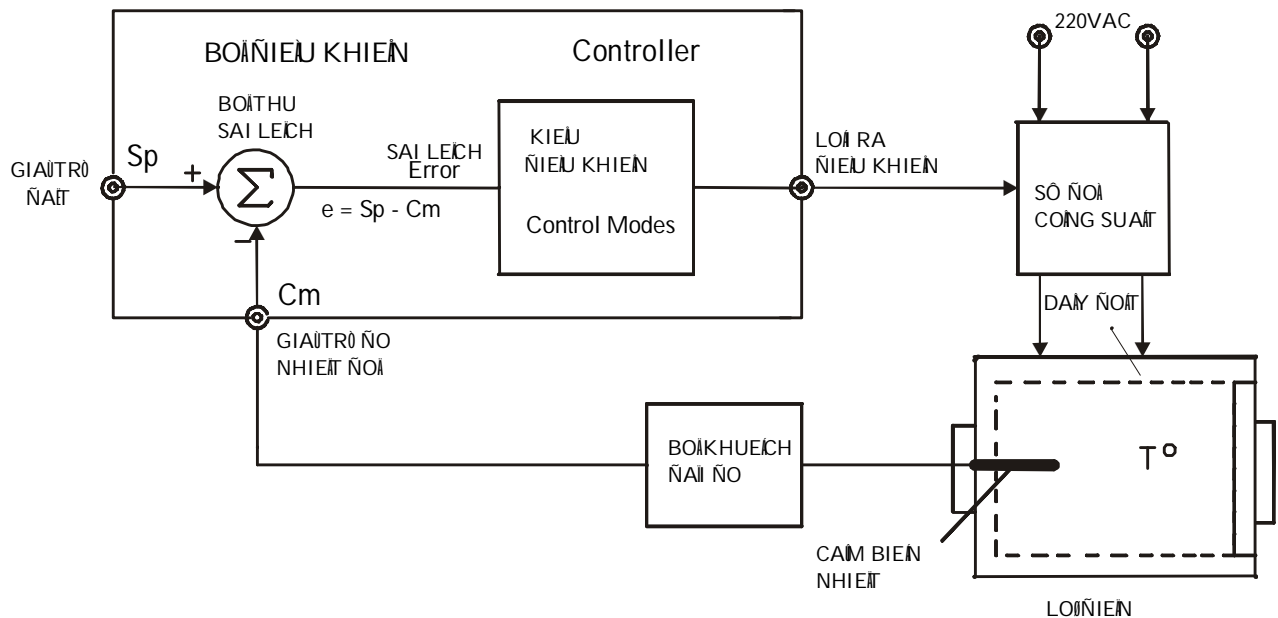 220VAC
BOÄÑIEÀU KHIEÅN
Controller
BOÄ THU
SAI LEÄCH
KIEÅU
ÑIEÀU KHIEÅN
Control Modes
SAI LEÄCH
Error
LOÁI RA
ÑIEÀU KHIEÅN
GIAÙ TRÒ
ÑAËT
Sp
+
Σ
e = Sp - Cm
SÔ ÑOÀ
COÂNG SUAÁT
−
Cm
GIAÙ TRÒ ÑO
NHIEÄT ÑOÄ
DAÂY ÑOÁT
BOÄ KHUEÁCH
ÑAÏI ÑO
T°
CAÛM BIEÁN
NHIEÄT
LOØ ÑIEÄN